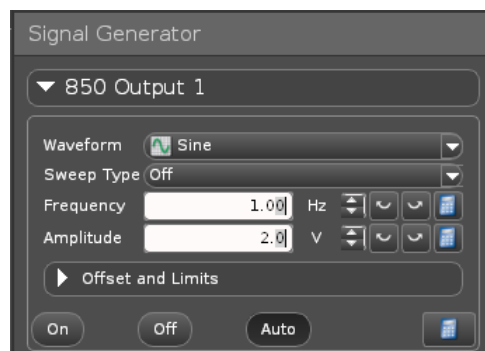 Signal Generator
850 Output 1
Waveform Sine
Sweep Type Off
Frequency 1.00 Hz
Amplitude 2.0 V
Offset and Limits
On Off Auto